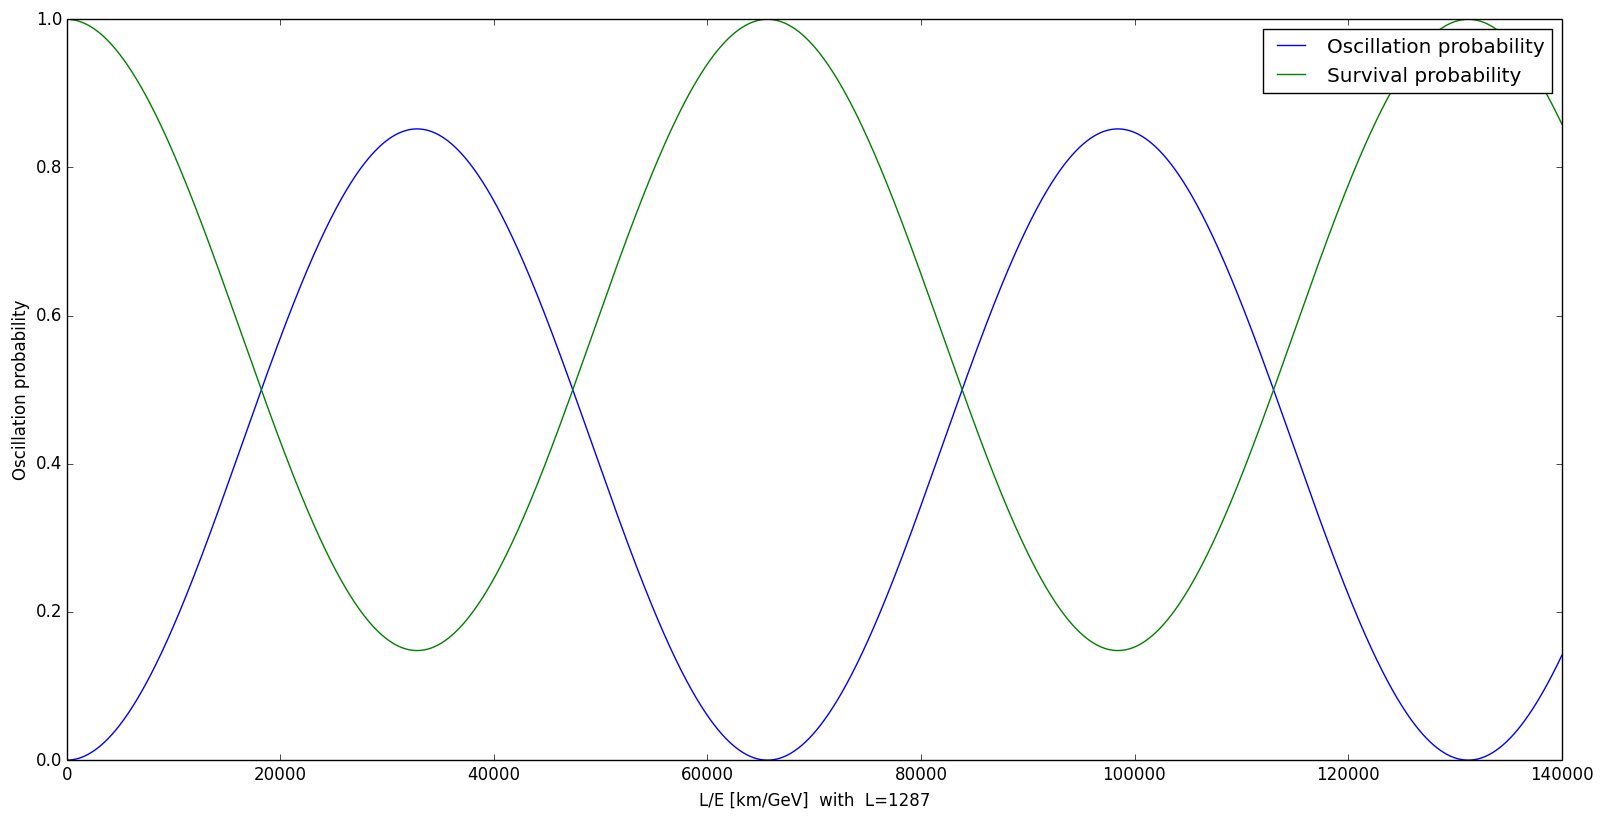 1.0
0.8
0.6
0.4
0.2
0.0
Oscillation probability
Oscillation probability
Survival probability
0 20000 40000 60000 80000 100000 120000 140000
L/E [km/GeV]  with  L=1287